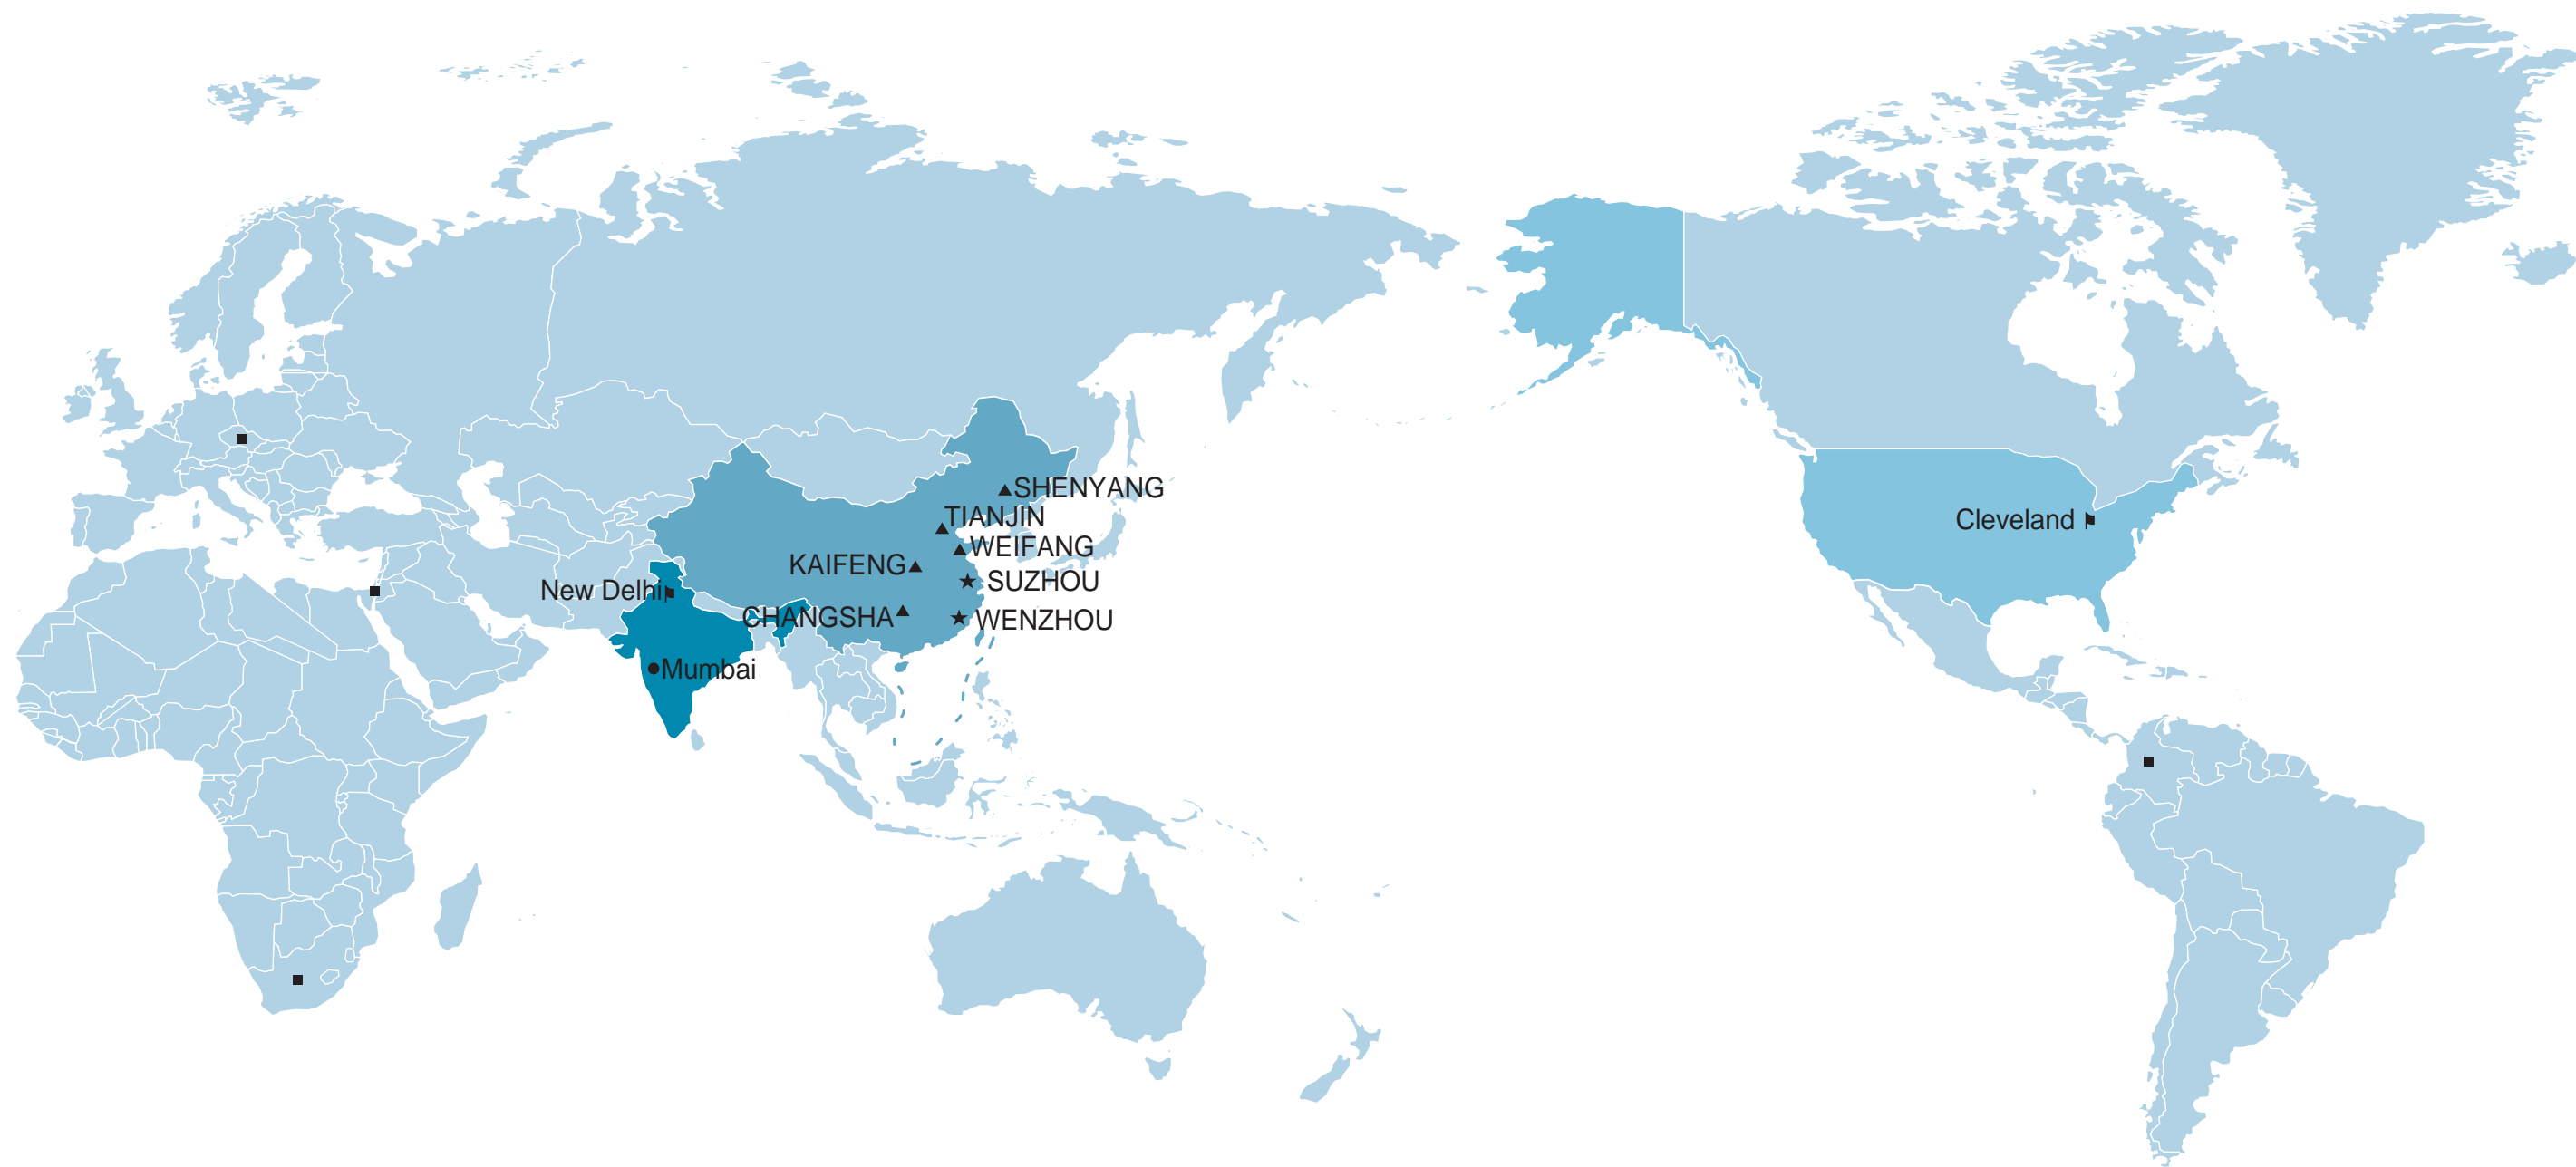 SHENYANG
TIANJIN
Cleveland
WEIFANG
KAIFENG
SUZHOU
New Delhi
CHANGSHA
WENZHOU
Mumbai